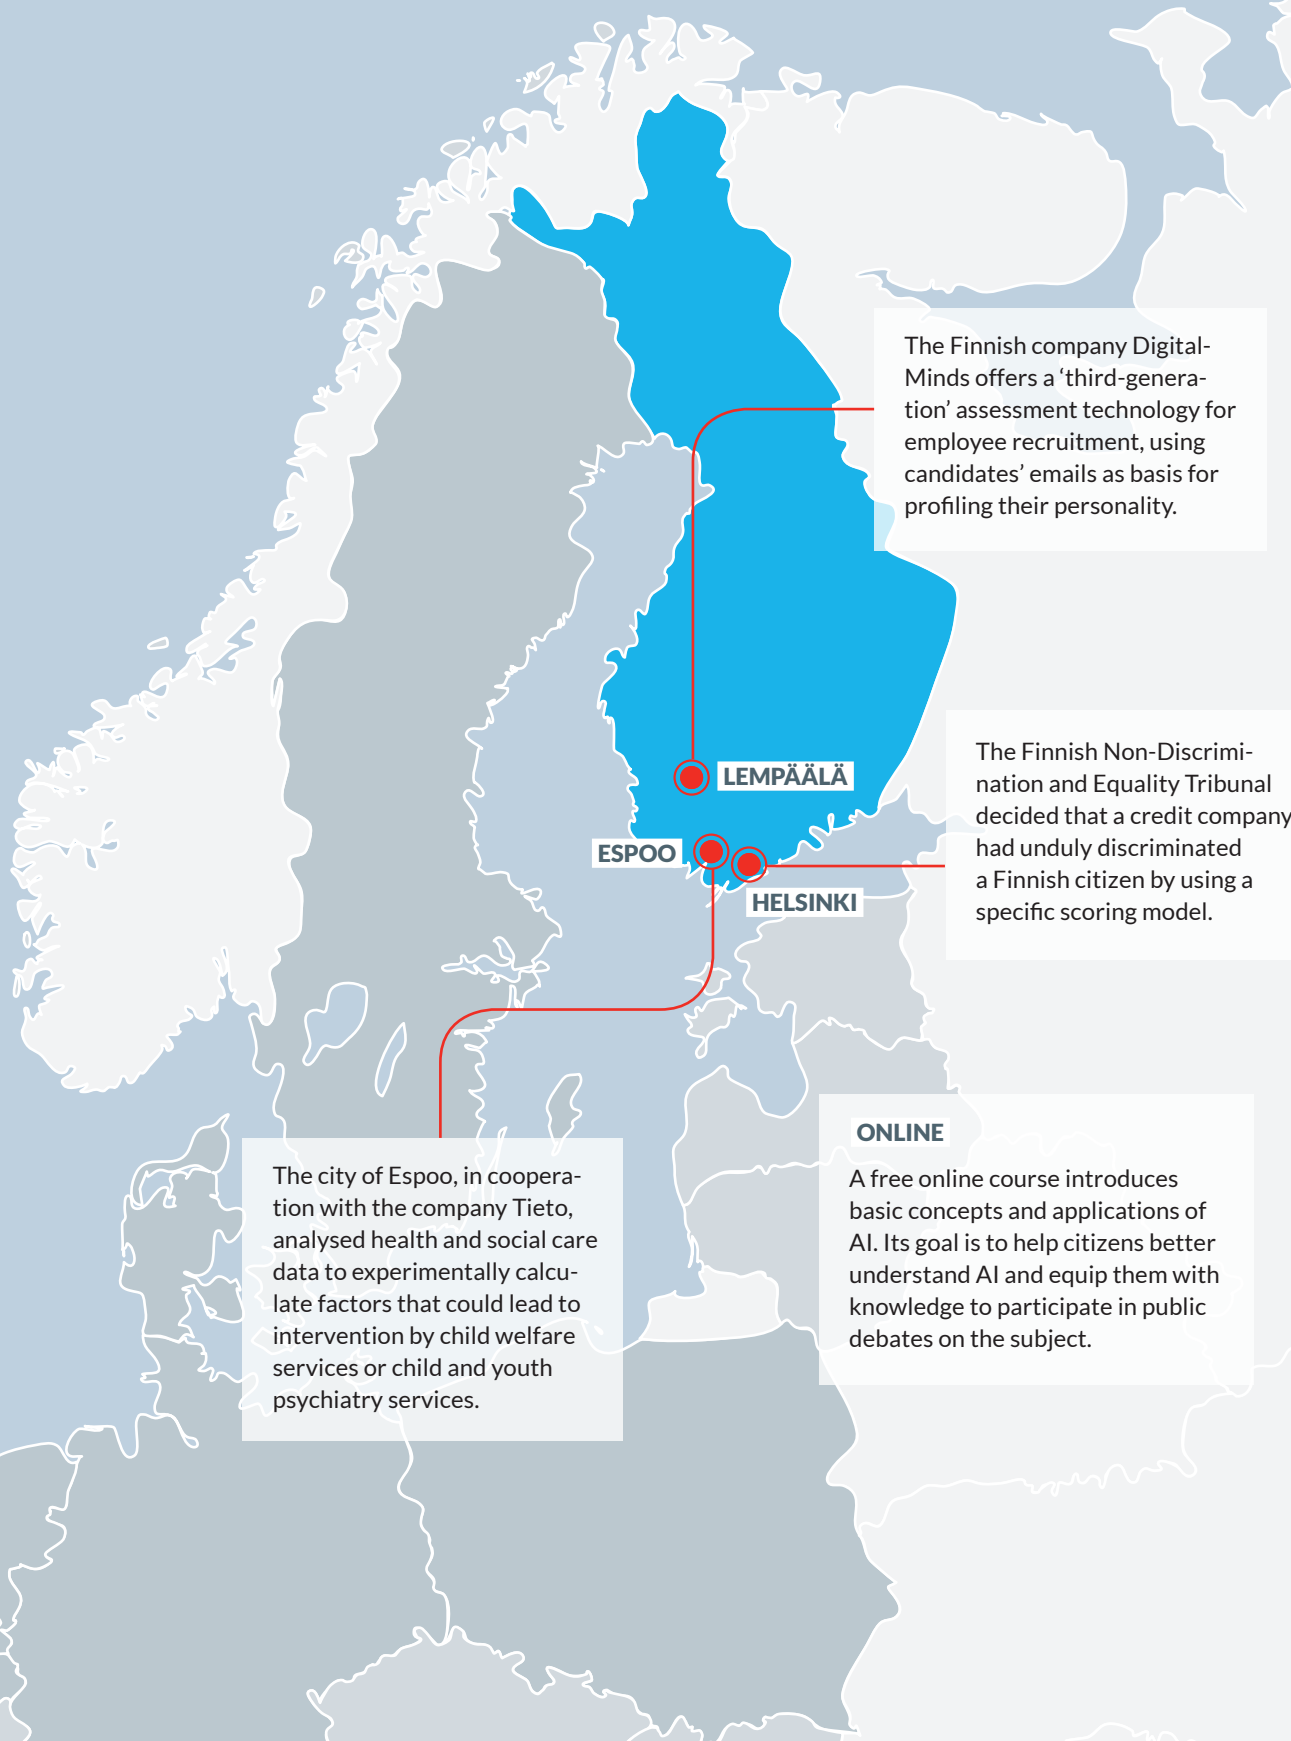 The Finnish company Digital-
Minds offers a ‘third-genera-
tion’ assessment technology for
employee recruitment, using
candidates’ emails as basis for
profiling their personality.
LEMPÄÄLÄ
The Finnish Non-Discrimi-
nation and Equality Tribunal
decided that a credit company
had unduly discriminated
a Finnish citizen by using a
specific scoring model.
ESPOO
HELSINKI
ONLINE
A free online course introduces
basic concepts and applications of
AI. Its goal is to help citizens better
understand AI and equip them with
knowledge to participate in public
debates on the subject.
The city of Espoo, in coopera-
tion with the company Tieto,
analysed health and social care
data to experimentally calcu-
late factors that could lead to
intervention by child welfare
services or child and youth
psychiatry services.